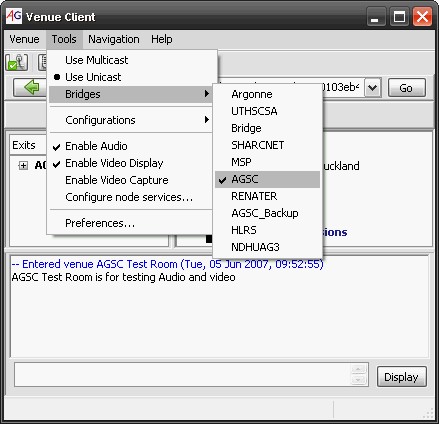 AG Venue Client
Venue Tools Navigation Help
Use Multicast
Use Unicast
Bridges
Configurations
Enable Audio
Enable Video Display
Enable Video Capture
Configure node services...
Preferences...
Argonne
UTHSCSA
Bridge
SHARCNET
MSP
AGSC
RENATER
AGSC_Backup
HLRS
NDHUAG3
0103eb4
Go
Exits
-- Entered venue AGSC Test Room (Tue, 05 Jun 2007, 09:52:55)
AGSC Test Room is for testing Audio and video
Display